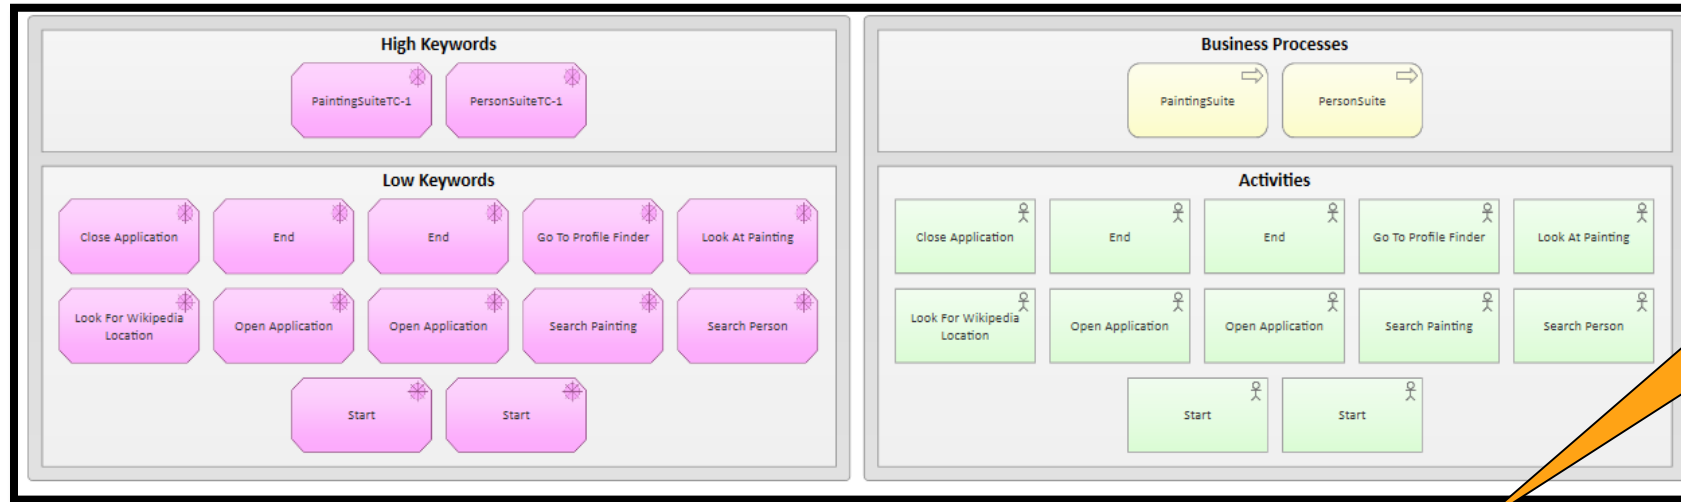 High Keywords
PaintingSuiteTC-1
PersonSuiteTC-1
Low Keywords
Close Application
End
End
Go To Profile Finder
Look At Painting
Look For Wikipedia
Location
Open Application
Open Application
Search Painting
Search Person
Start
Start
Business Processes
PaintingSuite
PersonSuite
Activities
Close Application
End
End
Go To Profile Finder
Look At Painting
Look For Wikipedia
Location
Open Application
Open Application
Search Painting
Search Person
Start
Start